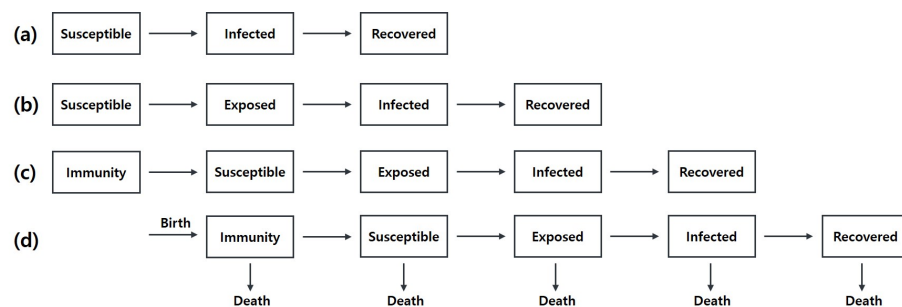 (a) Susceptible Infected Recovered
(b) Susceptible Exposed Infected Recovered
(c) Immunity Susceptible Exposed Infected Recovered
Birth
(d) Immunity Susceptible Exposed Infected Recovered
Death Death Death Death Death